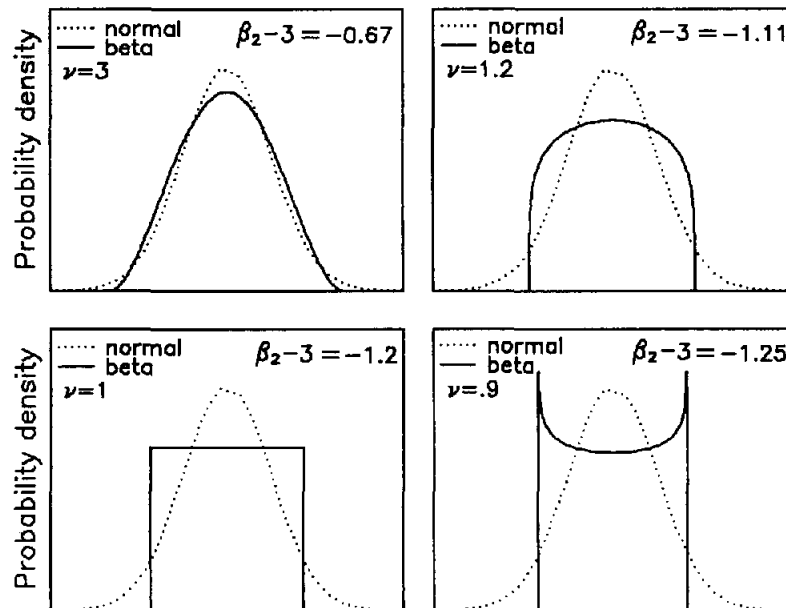 Probability density
normal
beta
ν=3
β₂−3=−0.67
normal
beta
ν=1.2
β₂−3=−1.11
Probability density
normal
beta
ν=1
β₂−3=−1.2
normal
beta
ν=.9
β₂−3=−1.25